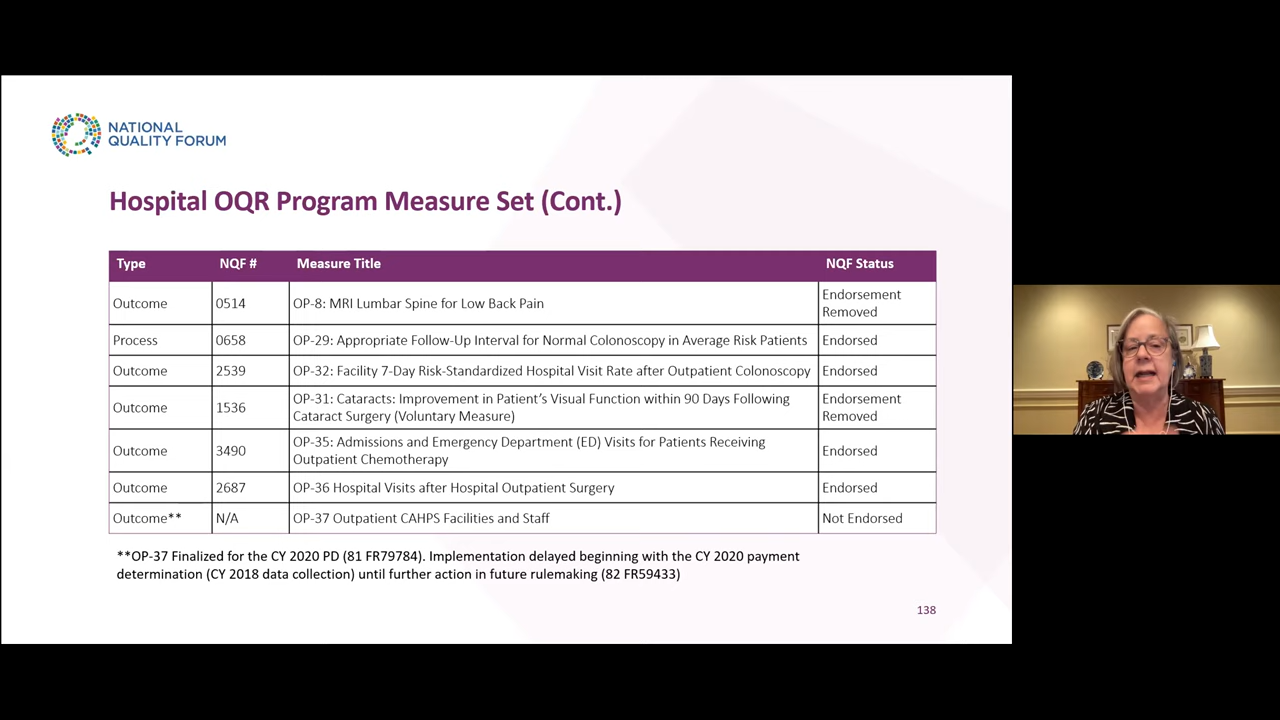 NATIONAL
QUALITY FORUM
Hospital OQR Program Measure Set (Cont.)
Type NQF # Measure Title NQF Status
Outcome 0514 OP-8: MRI Lumbar Spine for Low Back Pain Endorsement
Removed
Process 0658 OP-29: Appropriate Follow-Up Interval for Normal Colonoscopy in Average Risk Patients Endorsed
Outcome 2539 OP-32: Facility 7-Day Risk-Standardized Hospital Visit Rate after Outpatient Colonoscopy Endorsed
Outcome 1536 OP-31: Cataracts: Improvement in Patient's Visual Function within 90 Days Following
Cataract Surgery (Voluntary Measure) Endorsement
Removed
Outcome 3490 OP-35: Admissions and Emergency Department (ED) Visits for Patients Receiving
Outpatient Chemotherapy Endorsed
Outcome 2687 OP-36 Hospital Visits after Hospital Outpatient Surgery Endorsed
Outcome** N/A OP-37 Outpatient CAHPS Facilities and Staff Not Endorsed
**OP-37 Finalized for the CY 2020 PD (81 FR79784). Implementation delayed beginning with the CY 2020 payment
determination (CY 2018 data collection) until further action in future rulemaking (82 FR59433)
138